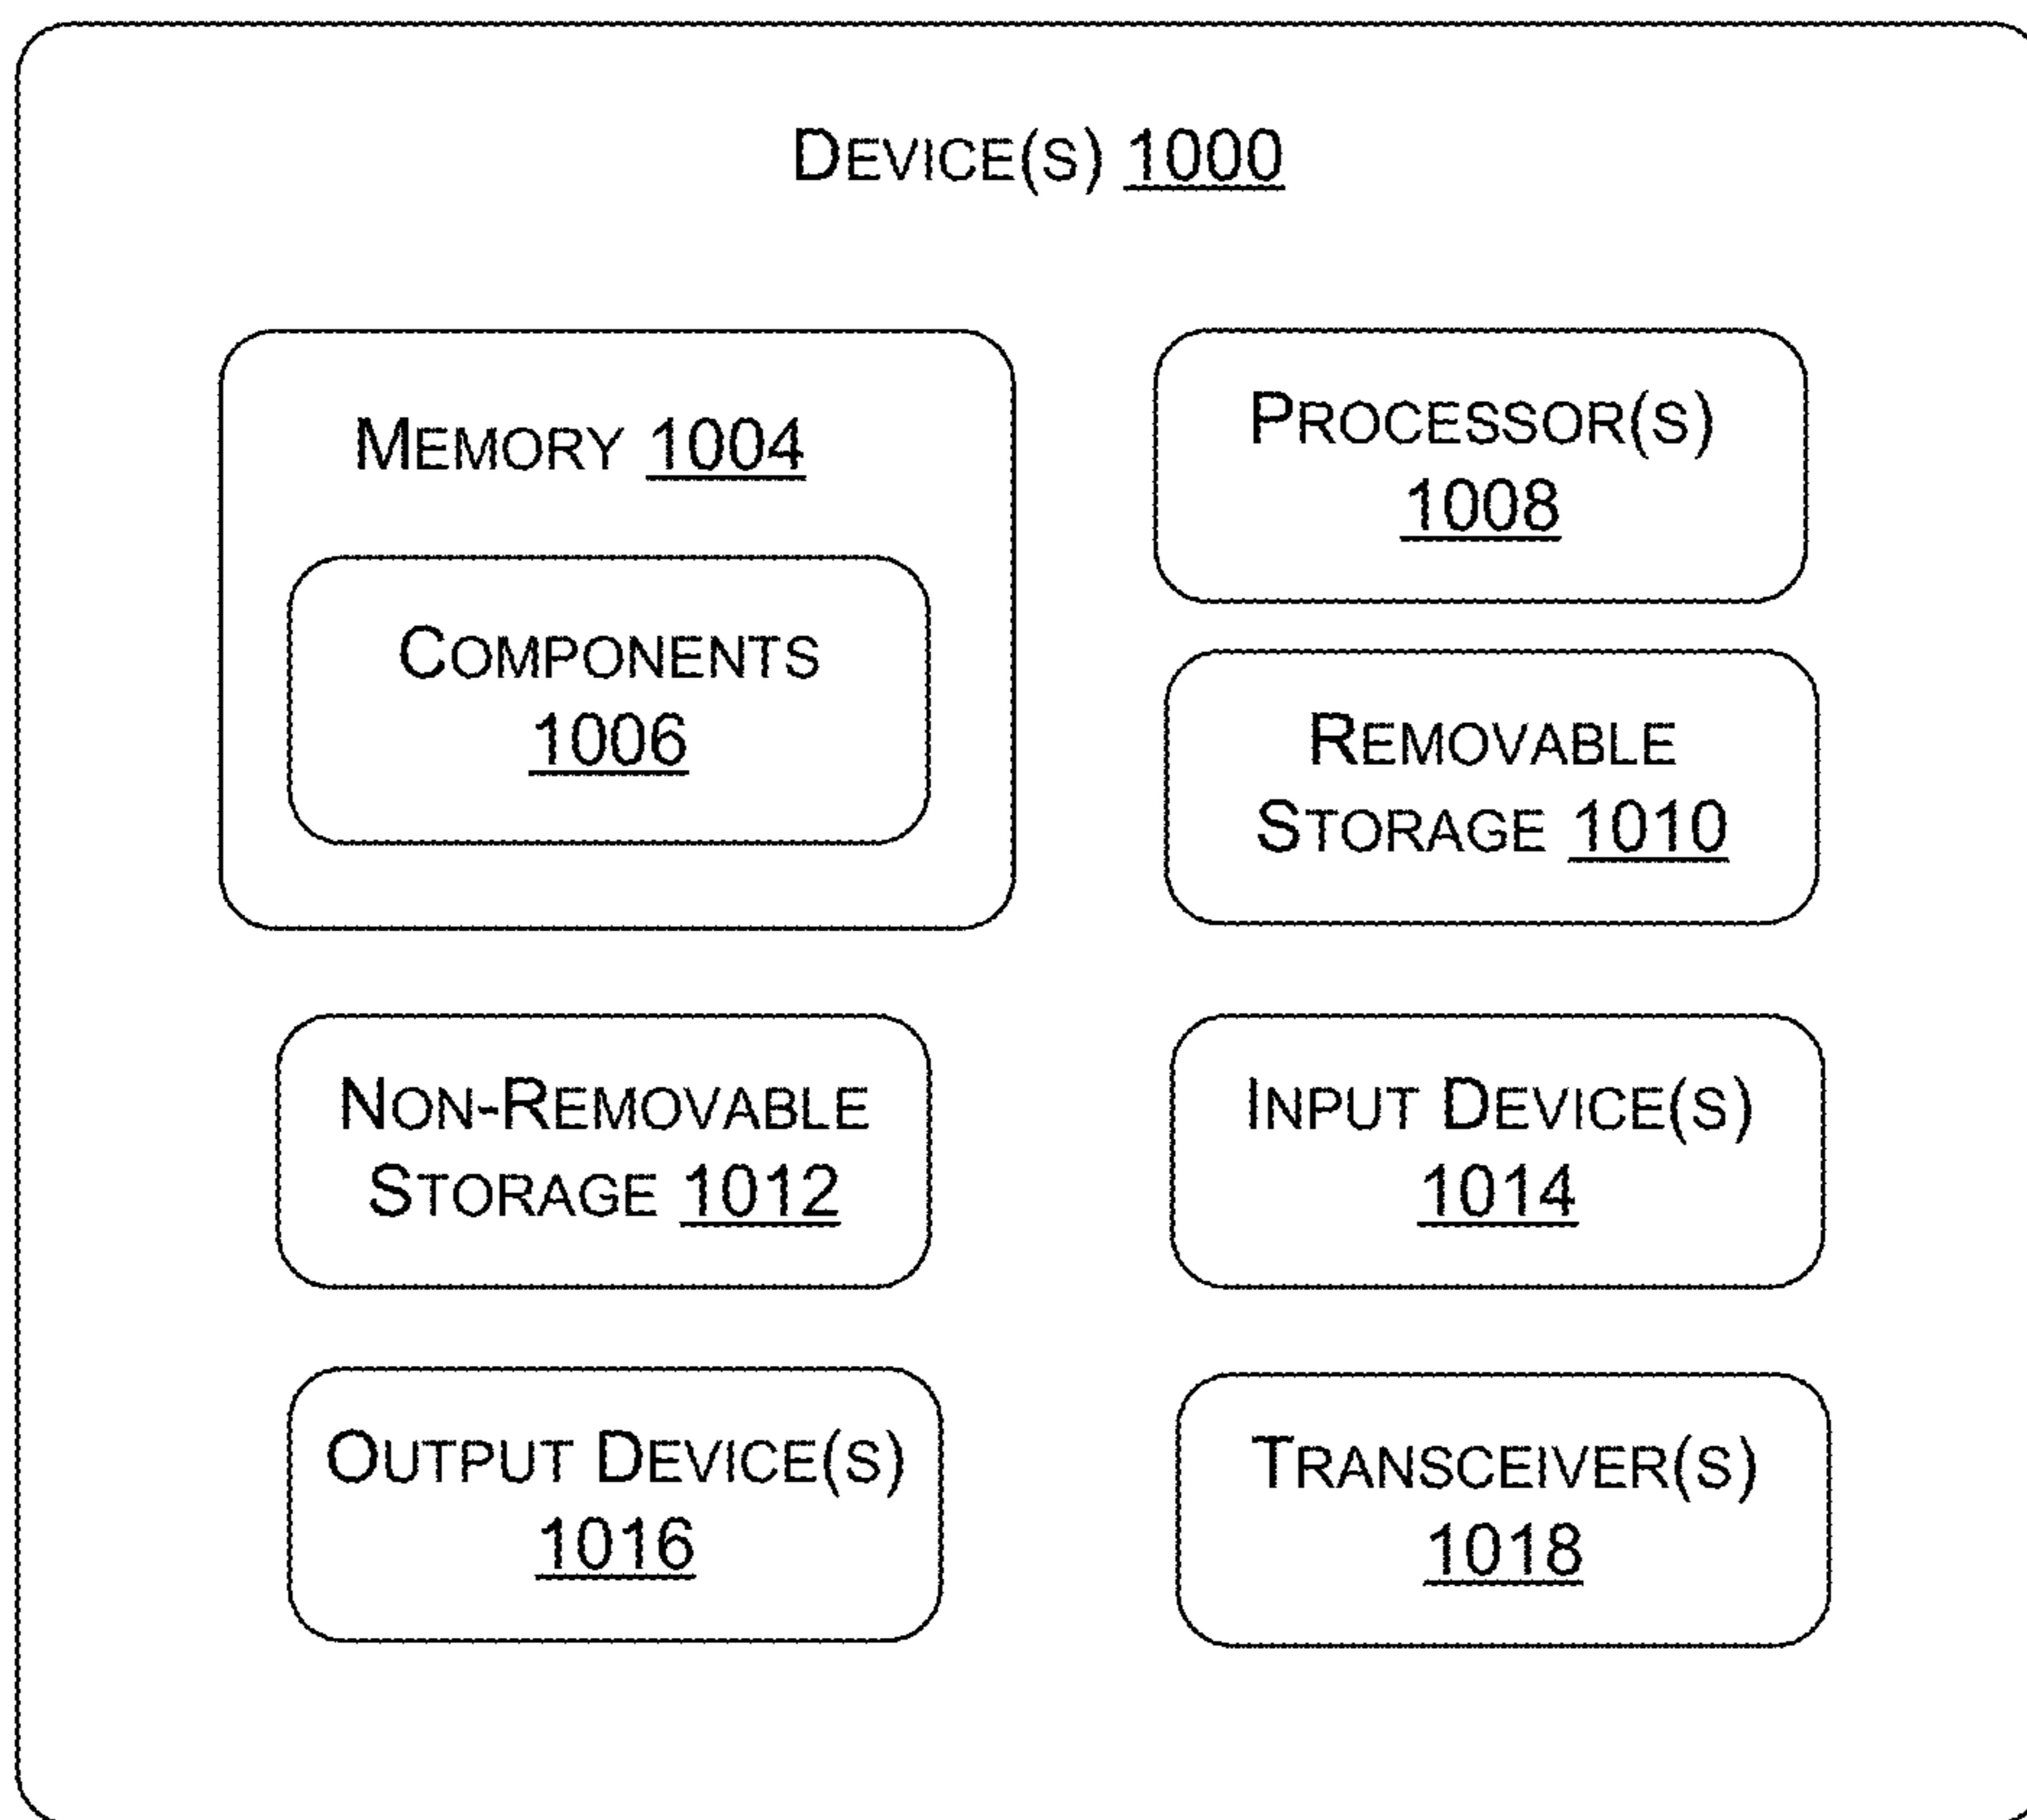 DEVICE(S) 1000
MEMORY 1004
COMPONENTS
1006
PROCESSOR(S)
1008
REMOVABLE
STORAGE 1010
NON-REMOVABLE
STORAGE 1012
INPUT DEVICE(S)
1014
OUTPUT DEVICE(S)
1016
TRANSCEIVER(S)
1018